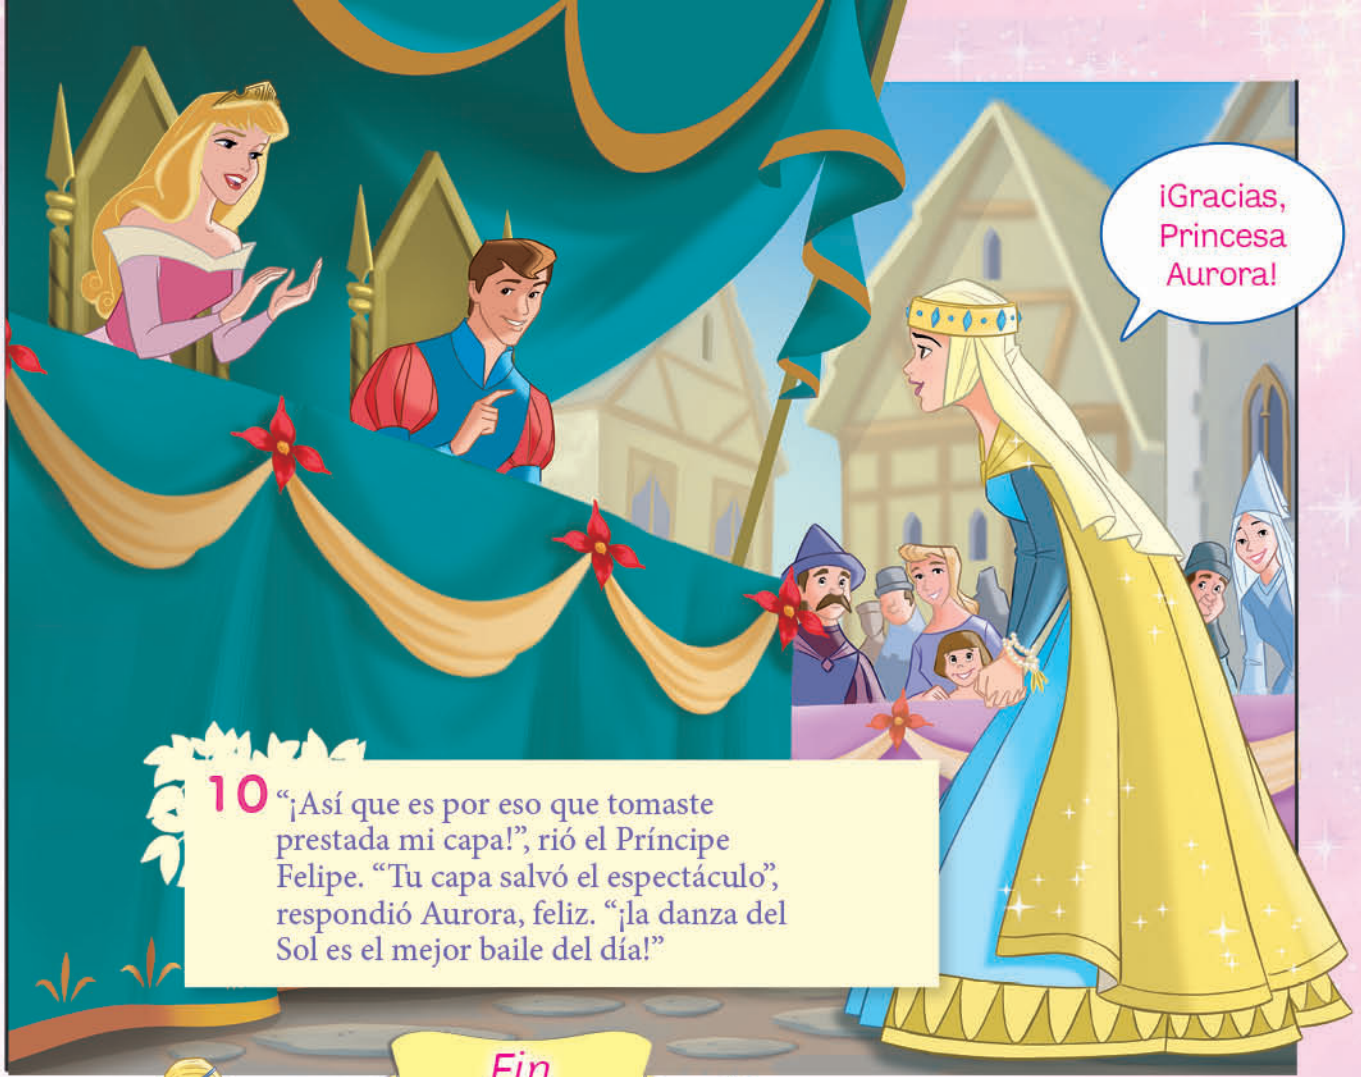 ¡Gracias,
Princesa
Aurora!
10 “¡Así que es por eso que tomaste
prestada mi capa!”, rió el Príncipe
Felipe. “Tu capa salvó el espectáculo”,
respondió Aurora, feliz. “¡la danza del
Sol es el mejor baile del día!”
Fin